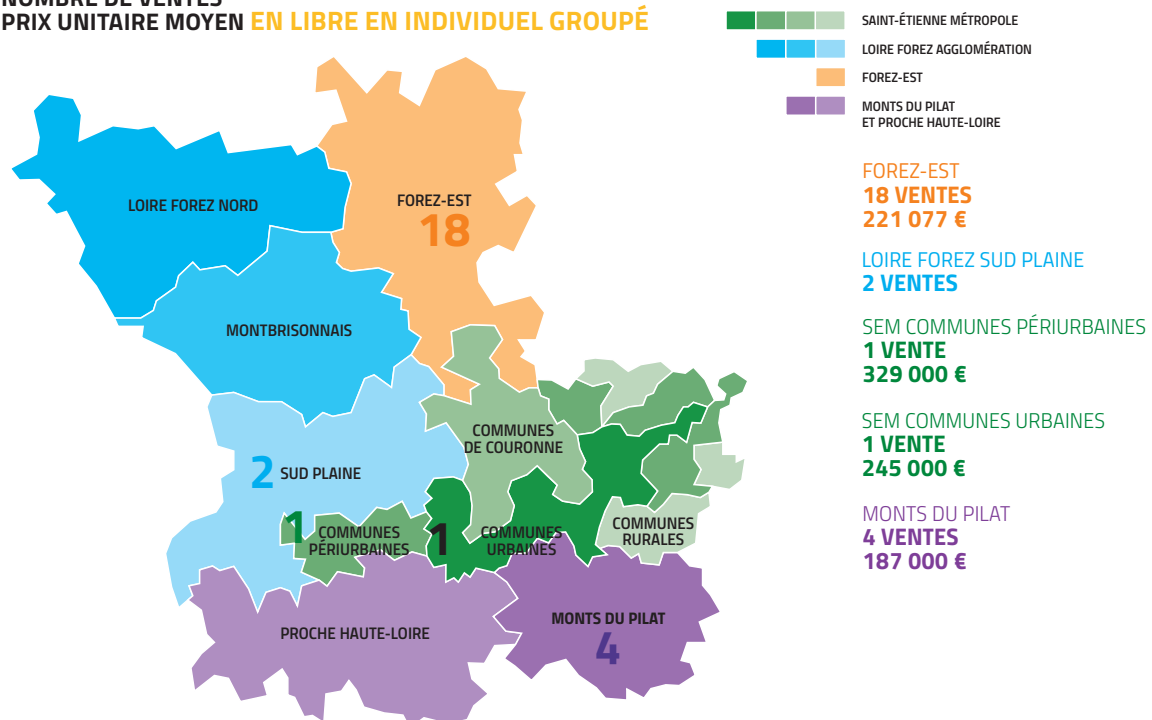 NOMBRE DE VENTES
PRIX UNITAIRE MOYEN EN LIBRE EN INDIVIDUEL GROUPÉ
SAINT-ÉTIENNE MÉTROPOLE
LOIRE FOREZ AGGLOMÉRATION
FOREZ-EST
MONTS DU PILAT
ET PROCHE HAUTE-LOIRE
LOIRE FOREZ NORD
FOREZ-EST
18
MONTBRISONNAIS
COMMUNES
DE COURONNE
2 SUD PLAINE
1 COMMUNES
PÉRIURBAINES
1 COMMUNES
URBAINES
COMMUNES
RURALES
PROCHE HAUTE-LOIRE
MONTS DU PILAT
4
FOREZ-EST
18 VENTES
221 077 €
LOIRE FOREZ SUD PLAINE
2 VENTES
SEM COMMUNES PÉRIURBAINES
1 VENTE
329 000 €
SEM COMMUNES URBAINES
1 VENTE
245 000 €
MONTS DU PILAT
4 VENTES
187 000 €